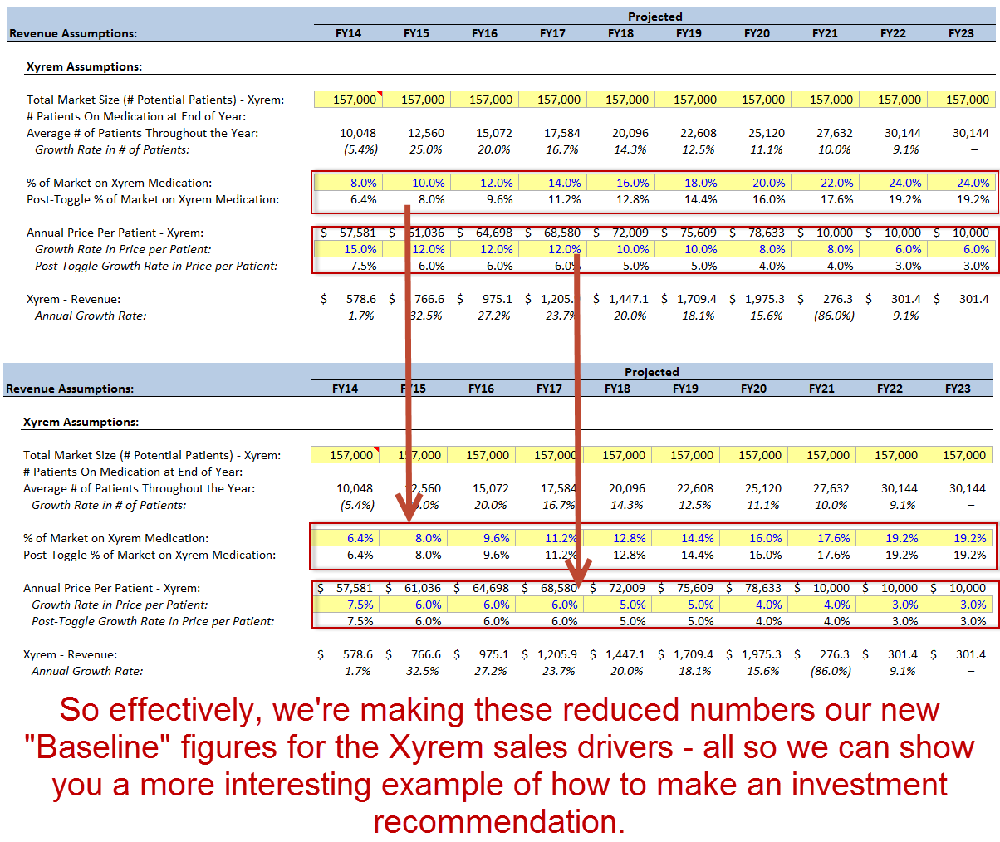 Projected
Revenue Assumptions: FY14 FY15 FY16 FY17 FY18 FY19 FY20 FY21 FY22 FY23
Xyrem Assumptions:
Total Market Size (# Potential Patients) - Xyrem: 157,000 157,000 157,000 157,000 157,000 157,000 157,000 157,000 157,000 157,000
# Patients On Medication at End of Year:
Average # of Patients Throughout the Year: 10,048 12,560 15,072 17,584 20,096 22,608 25,120 27,632 30,144 30,144
Growth Rate in # of Patients: (5.4%) 25.0% 20.0% 16.7% 14.3% 12.5% 11.1% 10.0% 9.1% –
% of Market on Xyrem Medication: 8.0% 10.0% 12.0% 14.0% 16.0% 18.0% 20.0% 22.0% 24.0% 24.0%
Post-Toggle % of Market on Xyrem Medication: 6.4% 8.0% 9.6% 11.2% 12.8% 14.4% 16.0% 17.6% 19.2% 19.2%
Annual Price Per Patient - Xyrem: $ 57,581 $ 61,036 $ 64,698 $ 68,580 $ 72,009 $ 75,609 $ 78,633 $ 10,000 $ 10,000 $ 10,000
Growth Rate in Price per Patient: 15.0% 12.0% 12.0% 12.0% 10.0% 10.0% 8.0% 8.0% 6.0% 6.0%
Post-Toggle Growth Rate in Price per Patient: 7.5% 6.0% 6.0% 6.0% 5.0% 5.0% 4.0% 4.0% 3.0% 3.0%
Xyrem - Revenue: $ 578.6 $ 766.6 $ 975.1 $ 1,205.9 $ 1,447.1 $ 1,709.4 $ 1,975.3 $ 276.3 $ 301.4 $ 301.4
Annual Growth Rate: 1.7% 32.5% 27.2% 23.7% 20.0% 18.1% 15.6% (86.0%) 9.1% –
Projected
Revenue Assumptions: FY14 FY15 FY16 FY17 FY18 FY19 FY20 FY21 FY22 FY23
Xyrem Assumptions:
Total Market Size (# Potential Patients) - Xyrem: 157,000 157,000 157,000 157,000 157,000 157,000 157,000 157,000 157,000 157,000
# Patients On Medication at End of Year:
Average # of Patients Throughout the Year: 10,048 12,560 15,072 17,584 20,096 22,608 25,120 27,632 30,144 30,144
Growth Rate in # of Patients: (5.4%) 25.0% 20.0% 16.7% 14.3% 12.5% 11.1% 10.0% 9.1% –
% of Market on Xyrem Medication: 6.4% 8.0% 9.6% 11.2% 12.8% 14.4% 16.0% 17.6% 19.2% 19.2%
Post-Toggle % of Market on Xyrem Medication: 6.4% 8.0% 9.6% 11.2% 12.8% 14.4% 16.0% 17.6% 19.2% 19.2%
Annual Price Per Patient - Xyrem: $ 57,581 $ 61,036 $ 64,698 $ 68,580 $ 72,009 $ 75,609 $ 78,633 $ 10,000 $ 10,000 $ 10,000
Growth Rate in Price per Patient: 7.5% 6.0% 6.0% 6.0% 5.0% 5.0% 4.0% 4.0% 3.0% 3.0%
Post-Toggle Growth Rate in Price per Patient: 7.5% 6.0% 6.0% 6.0% 5.0% 5.0% 4.0% 4.0% 3.0% 3.0%
Xyrem - Revenue: $ 578.6 $ 766.6 $ 975.1 $ 1,205.9 $ 1,447.1 $ 1,709.4 $ 1,975.3 $ 276.3 $ 301.4 $ 301.4
Annual Growth Rate: 1.7% 32.5% 27.2% 23.7% 20.0% 18.1% 15.6% (86.0%) 9.1% –
So effectively, we're making these reduced numbers our new
"Baseline" figures for the Xyrem sales drivers - all so we can show
you a more interesting example of how to make an investment
recommendation.